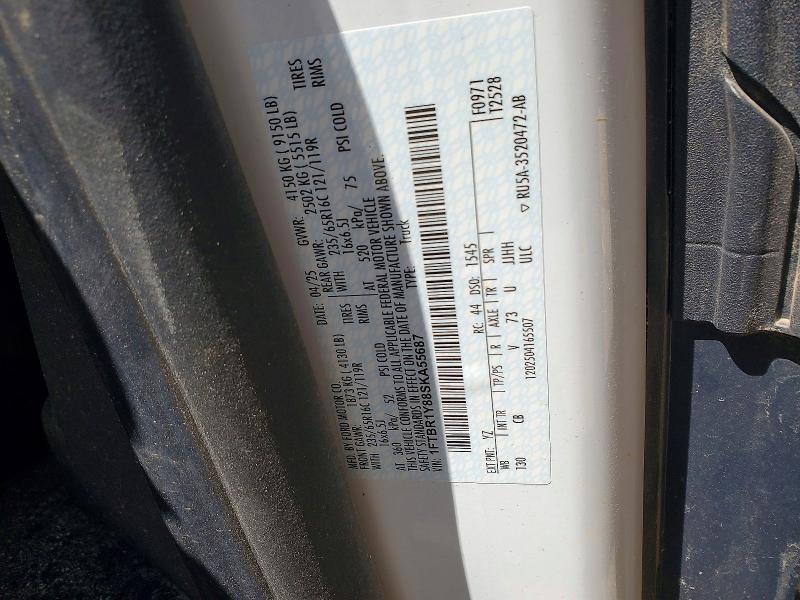 MFD. BY FORD MOTOR CO. DATE: 04/25 GVWR: 4150 KG ( 9150 LB)
FRONT GAWR: 1873 KG ( 4130 LB) REAR GAWR: 2502 KG ( 5515 LB)
WITH 235/65R16C 121/119R TIRES WITH 235/65R16C 121/119R TIRES
16x6.5J RIMS 16x6.5J RIMS
AT 360 kPa/ 52 PSI COLD AT 520 kPa/ 75 PSI COLD
THIS VEHICLE CONFORMS TO ALL APPLICABLE FEDERAL MOTOR VEHICLE
SAFETY STANDARDS IN EFFECT ON THE DATE OF MANUFACTURE SHOWN ABOVE.
VIN: 1FTBR1Y88SKA55687 TYPE: Truck
F0971
T2528
EXT PNT: YZ RC: 44 DSO: 1545
WB INT TR TP/PS R AXLE TR SPR
130 CB V 73 U JJHH
ULC
1202504165507 ▽ RU5A-3520472-AB